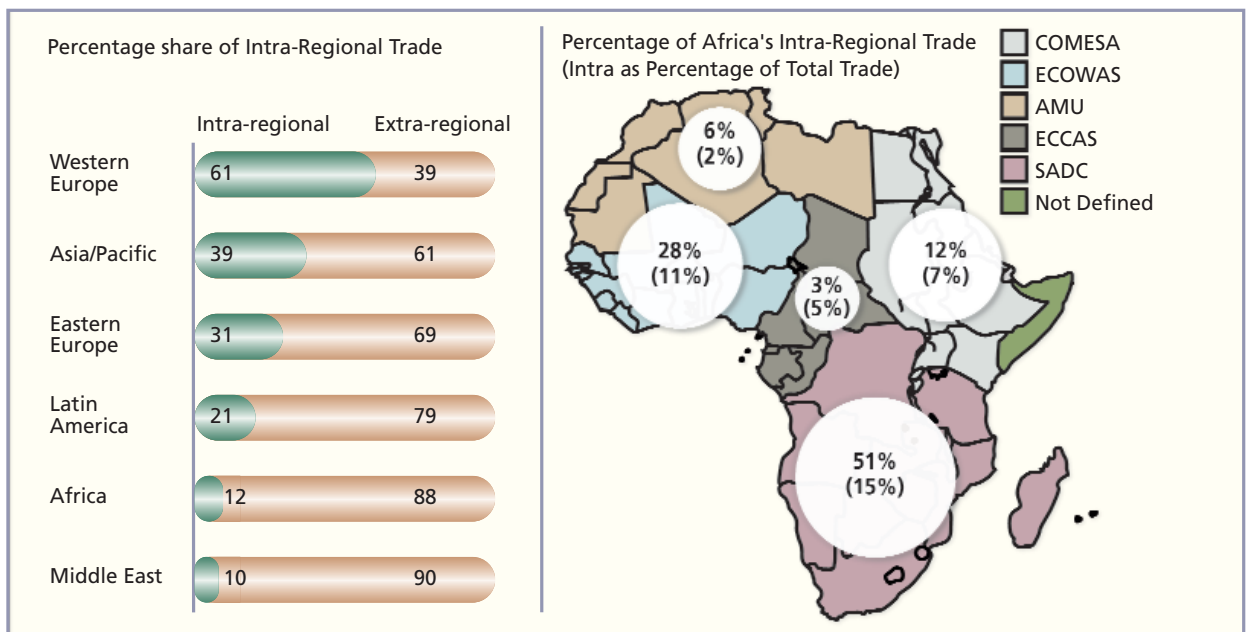 Percentage share of Intra-Regional Trade
Intra-regional Extra-regional
Western
Europe
61 39
Asia/Pacific 39 61
Eastern
Europe
31 69
Latin
America
21 79
Africa 12 88
Middle East 10 90
Percentage of Africa's Intra-Regional Trade
(Intra as Percentage of Total Trade)
COMESA
ECOWAS
AMU
ECCAS
SADC
Not Defined
6%
(2%)
28%
(11%)
12%
(7%)
3%
(5%)
51%
(15%)